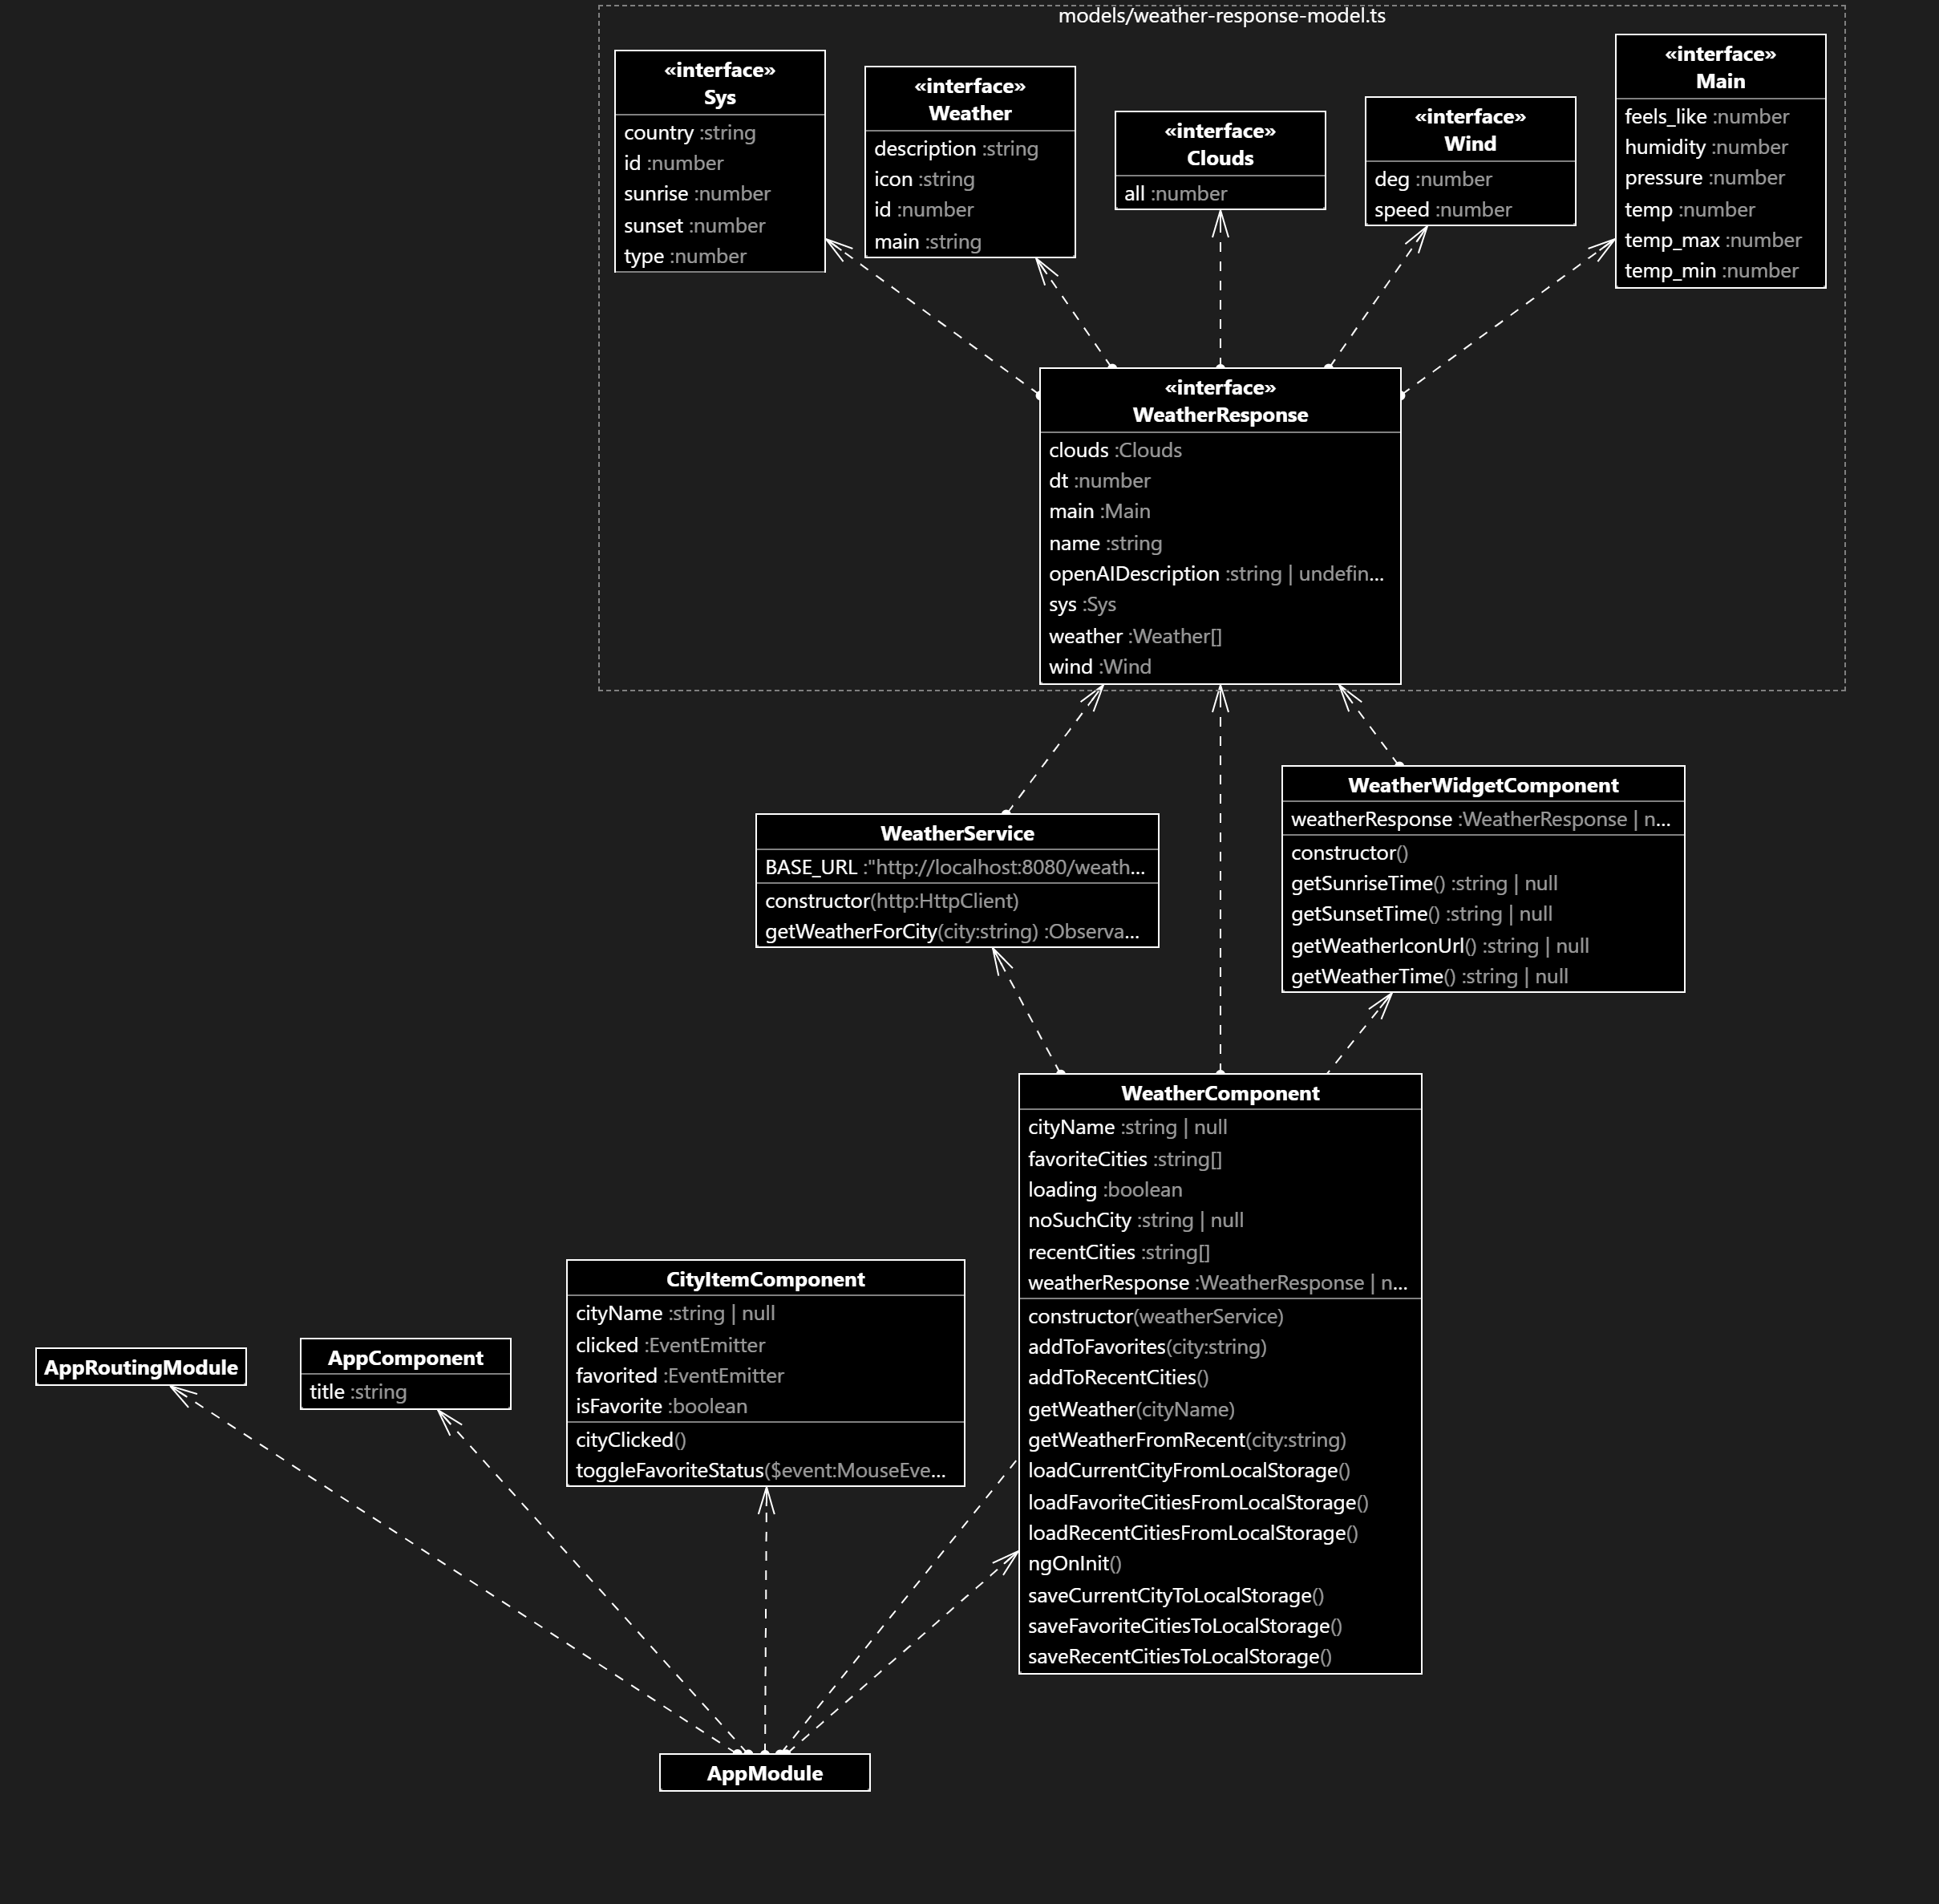 models/weather-response-model.ts
«interface»
Sys
country :string
id :number
sunrise :number
sunset :number
type :number
«interface»
Weather
description :string
icon :string
id :number
main :string
«interface»
Clouds
all :number
«interface»
Wind
deg :number
speed :number
«interface»
Main
feels_like :number
humidity :number
pressure :number
temp :number
temp_max :number
temp_min :number
«interface»
WeatherResponse
clouds :Clouds
dt :number
main :Main
name :string
openAIDescription :string | undefin...
sys :Sys
weather :Weather[]
wind :Wind
WeatherService
BASE_URL :"http://localhost:8080/weath...
constructor(http:HttpClient)
getWeatherForCity(city:string) :Observa...
WeatherWidgetComponent
weatherResponse :WeatherResponse | n...
constructor()
getSunriseTime() :string | null
getSunsetTime() :string | null
getWeatherIconUrl() :string | null
getWeatherTime() :string | null
WeatherComponent
cityName :string | null
favoriteCities :string[]
loading :boolean
noSuchCity :string | null
recentCities :string[]
weatherResponse :WeatherResponse | n...
constructor(weatherService)
addToFavorites(city:string)
addToRecentCities()
getWeather(cityName)
getWeatherFromRecent(city:string)
loadCurrentCityFromLocalStorage()
loadFavoriteCitiesFromLocalStorage()
loadRecentCitiesFromLocalStorage()
ngOnInit()
saveCurrentCityToLocalStorage()
saveFavoriteCitiesToLocalStorage()
saveRecentCitiesToLocalStorage()
CityItemComponent
cityName :string | null
clicked :EventEmitter
favorited :EventEmitter
isFavorite :boolean
cityClicked()
toggleFavoriteStatus($event:MouseEve...
AppRoutingModule
AppComponent
title :string
AppModule